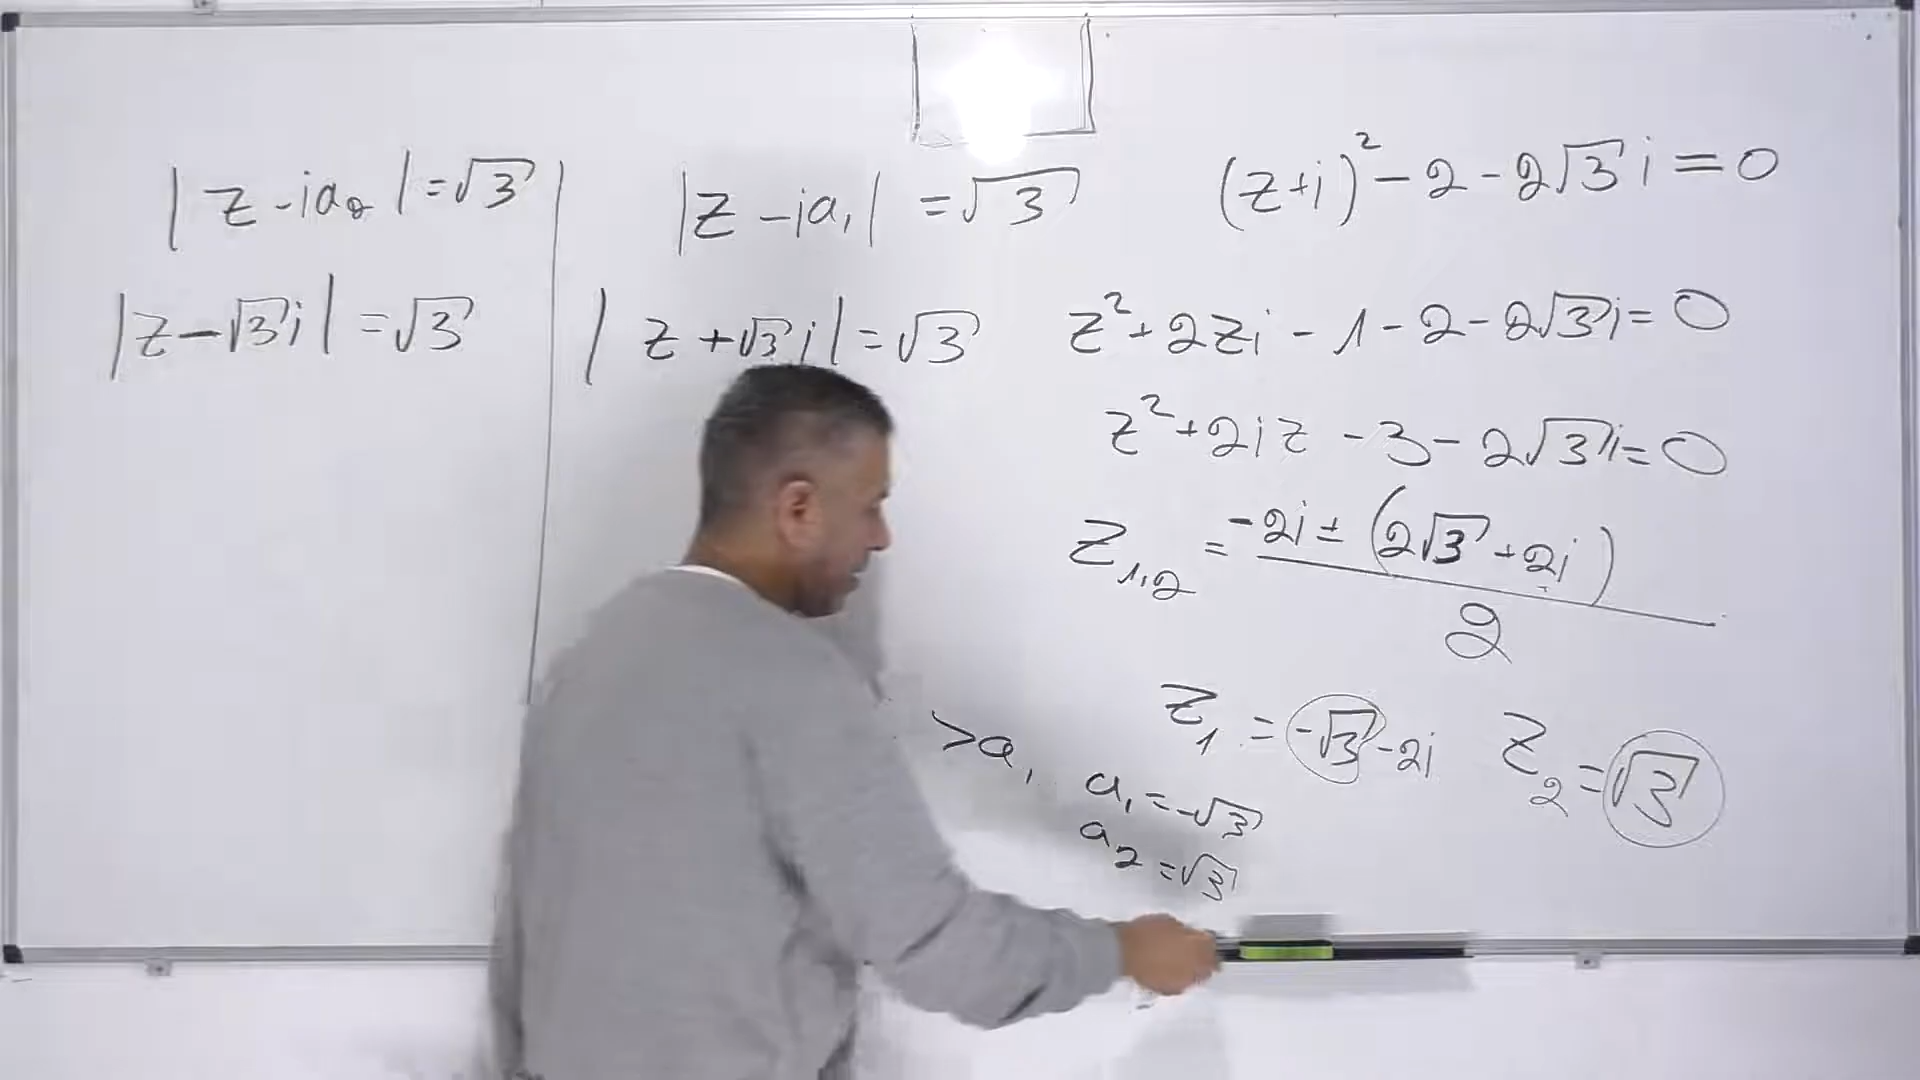 |z - ia₂| = √3
|z - √3 i| = √3
|z - ia₁| = √3
|z + √3 i| = √3
(z+i)² - 2 - 2√3 i = 0
z² + 2zi - 1 - 2 - 2√3 i = 0
z² + 2iz - 3 - 2√3 i = 0
z₁,₂ = (-2i ± (2√3 + 2i)) / 2
z₁ = -√3 - 2i z₂ = √3
> a₁
a₁ = -√3
a₂ = √3